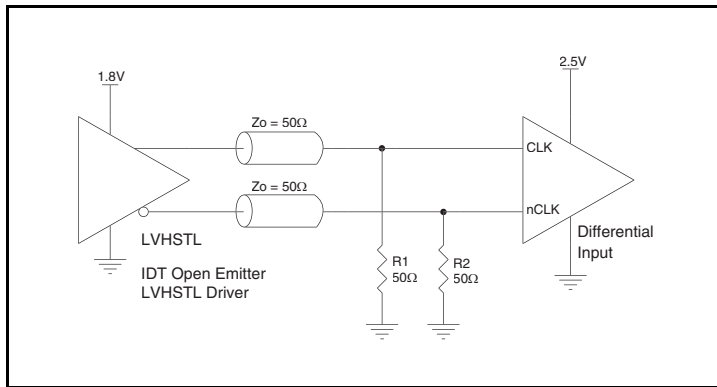 1.8V
2.5V
Zo = 50Ω
CLK
Zo = 50Ω
nCLK
LVHSTL
IDT Open Emitter
LVHSTL Driver
R1
50Ω
R2
50Ω
Differential
Input